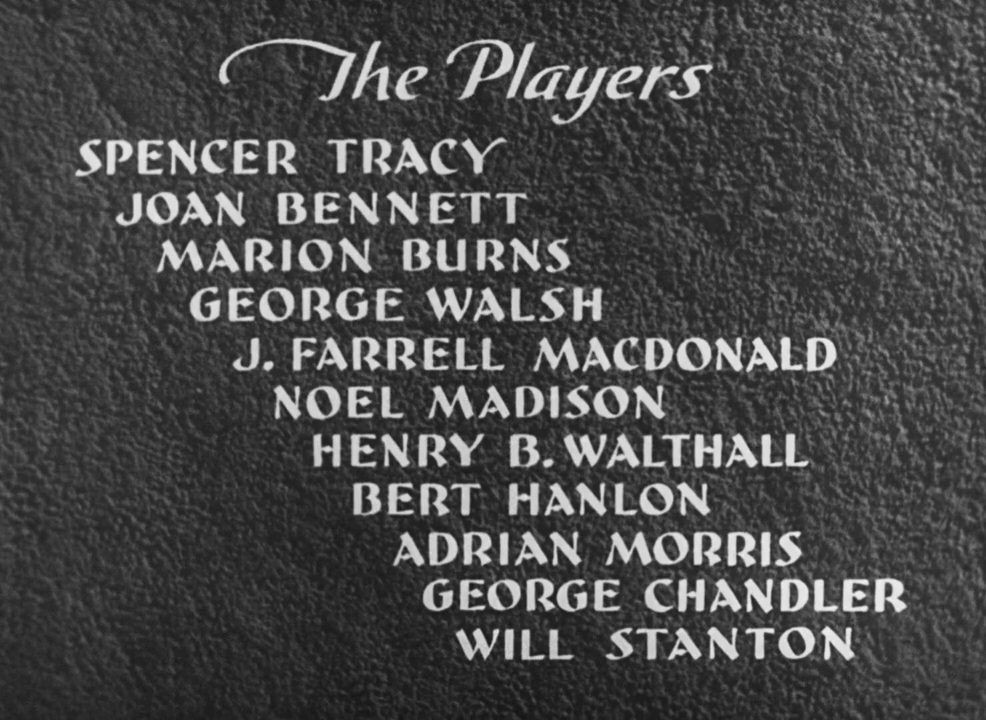 The Players
SPENCER TRACY
JOAN BENNETT
MARION BURNS
GEORGE WALSH
J. FARRELL MACDONALD
NOEL MADISON
HENRY B. WALTHALL
BERT HANLON
ADRIAN MORRIS
GEORGE CHANDLER
WILL STANTON